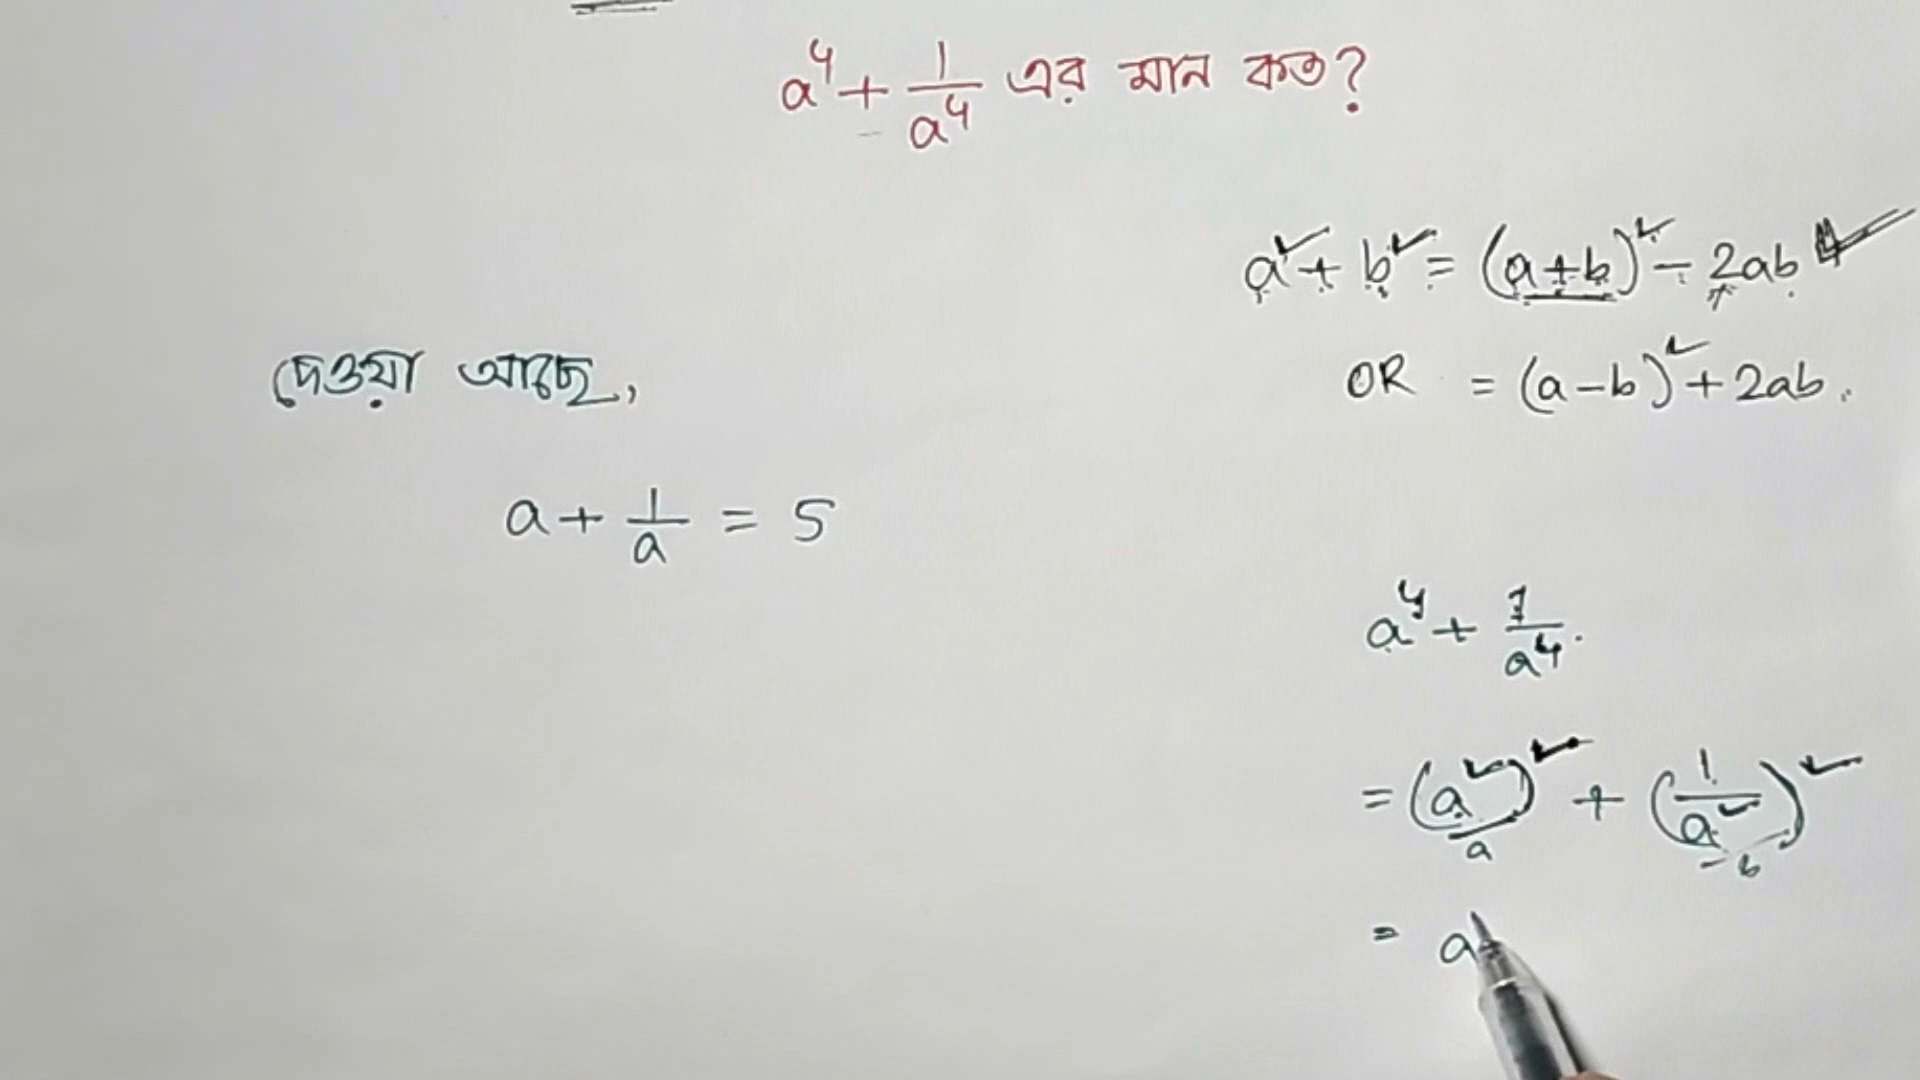 a⁴ + 1/a⁴ এর মান কত?
a² + b² = (a+b)² - 2ab
OR = (a-b)² + 2ab.
দেওয়া আছে,
a + 1/a = 5
a⁴ + 1/a⁴.
= (a²)² + (1/a²)²
a b
= a